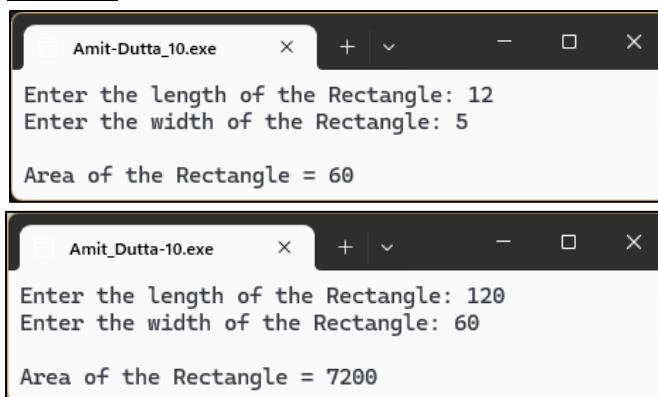 Amit-Dutta_10.exe
Enter the length of the Rectangle: 12
Enter the width of the Rectangle: 5
Area of the Rectangle = 60
Amit_Dutta-10.exe
Enter the length of the Rectangle: 120
Enter the width of the Rectangle: 60
Area of the Rectangle = 7200